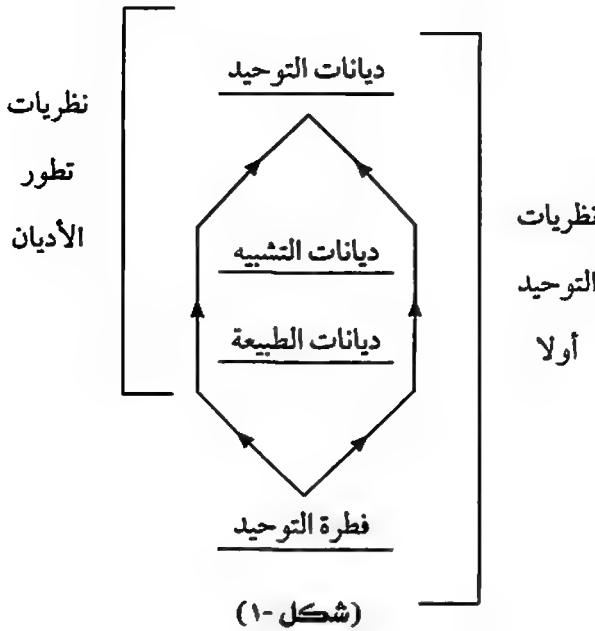 ديانات التوحيد
نظريات
تطور
الأديان
نظريات
التوحيد
أولا
ديانات التشبيه
ديانات الطبيعة
فطرة التوحيد
(شكل -١)